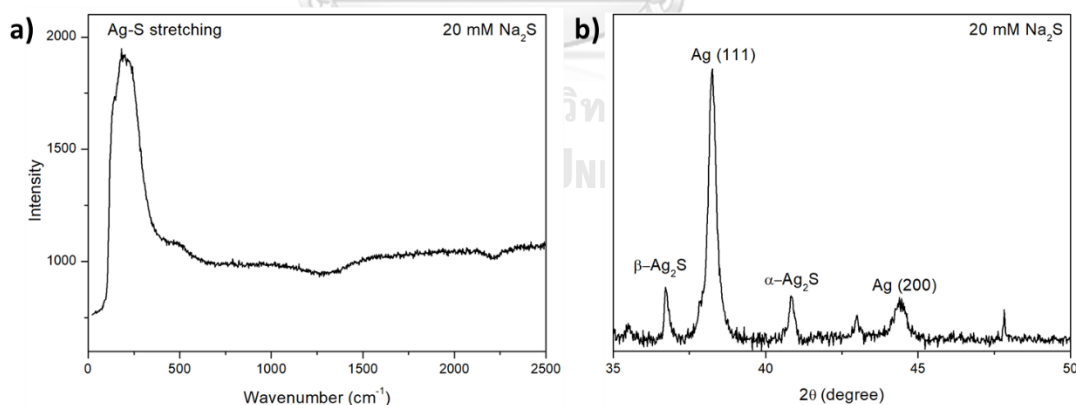 a)
Ag-S stretching
20 mM Na₂S
2000
1500
1000
Intensity
0
500
1000
1500
2000
2500
Wavenumber (cm⁻¹)
b)
20 mM Na₂S
Ag (111)
β–Ag₂S
α–Ag₂S
Ag (200)
35
40
45
50
2θ (degree)